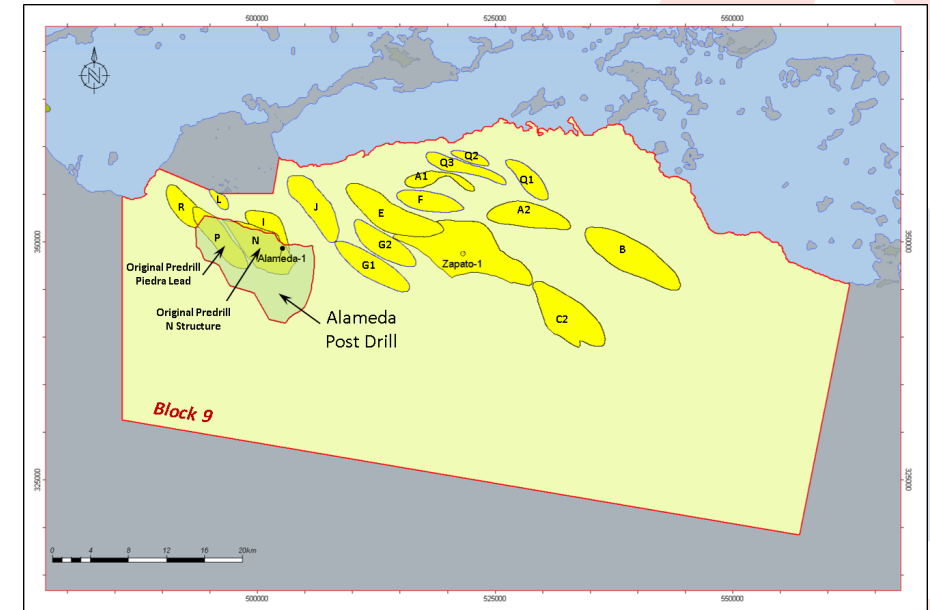 500000
525000
550000
N
Q2
Q3
Q1
A1
L
R
J
F
E
A2
I
P
N
350000
350000
G2
B
Alameda-1
Zapato-1
G1
Original Predrill
Piedra Lead
Original Predrill
N Structure
Alameda
Post Drill
C2
Block 9
325000
325000
0 4 8 12 16 20km
500000
525000
550000